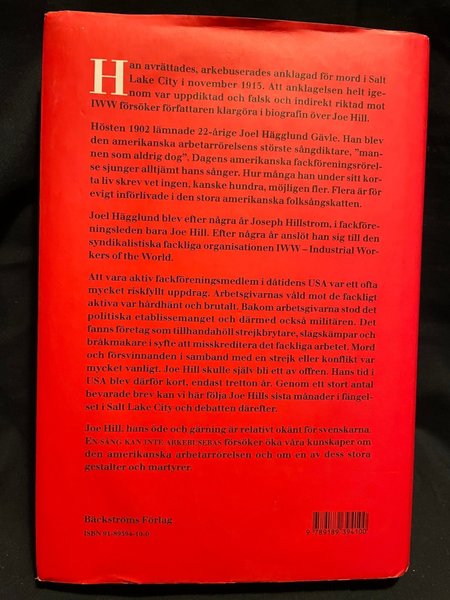 Han avrättades, arkebuserades anklagad för mord i Salt
Lake City i november 1915. Att anklagelsen helt ige-
nom var uppdiktad och falsk och indirekt riktad mot
IWW försöker författaren klargöra i biografin över Joe Hill.
Hösten 1902 lämnade 22-årige Joel Hägglund Gävle. Han blev
den amerikanska arbetarrörelsens störste sångdiktare, "man-
nen som aldrig dog". Dagens amerikanska fackföreningsrörel-
se sjunger alltjämt hans sånger. Hur många han under sitt kor-
ta liv skrev vet ingen, kanske hundra, möjligen fler. Flera är för
evigt införlivade i den stora amerikanska folksångskatten.
Joel Hägglund blev efter några år Joseph Hillstrom, i fackföre-
ningsleden bara Joe Hill. Efter några år anslöt han sig till den
syndikalistiska fackliga organisationen IWW – Industrial Wor-
kers of the World.
Att vara aktiv fackföreningsmedlem i dåtidens USA var ett ofta
mycket riskfyllt uppdrag. Arbetsgivarnas våld mot de fackligt
aktiva var hårdhänt och brutalt. Bakom arbetsgivarna stod det
politiska etablissemanget och därmed också militären. Det
fanns företag som tillhandahöll strejkbrytare, slagskämpar och
bråkmakare i syfte att misskreditera det fackliga arbetet. Mord
och försvinnanden i samband med en strejk eller konflikt var
mycket vanligt. Joe Hill skulle själv bli ett av offren. Hans tid i
USA blev därför kort, endast tretton år. Genom ett stort antal
bevarade brev kan vi här följa Joe Hills sista månader i fängel-
set i Salt Lake City och debatten därefter.
Joe Hill, hans öde och gärning är relativt okänt för svenskarna.
EN SÅNG KAN INTE ARKEBUSERAS försöker öka våra kunskaper om
den amerikanska arbetarrörelsen och om en av dess stora
gestalter och martyrer.
Bäckströms Förlag
ISBN 91-89394-10-0
9 789189 394100